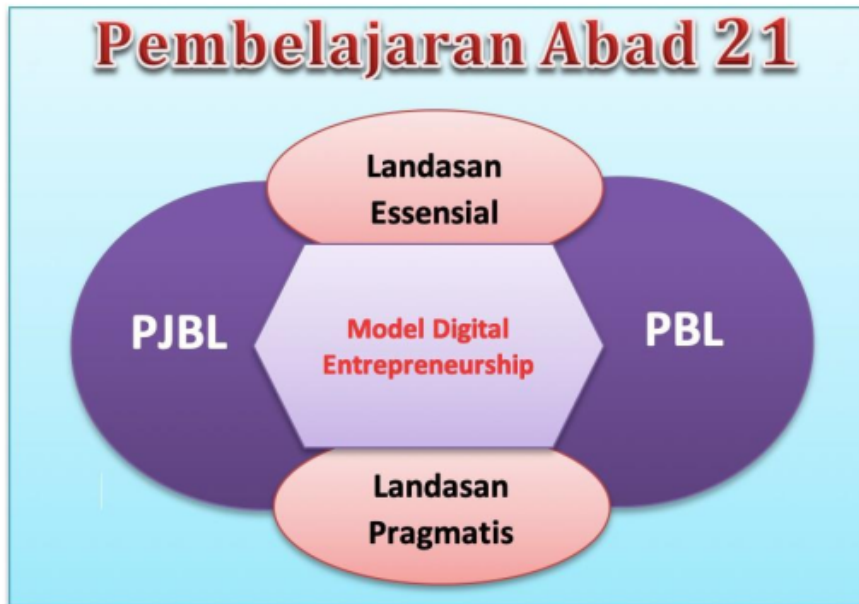 Pembelajaran Abad 21
Landasan
Essensial
PJBL
Model Digital
Entrepreneurship
PBL
Landasan
Pragmatis